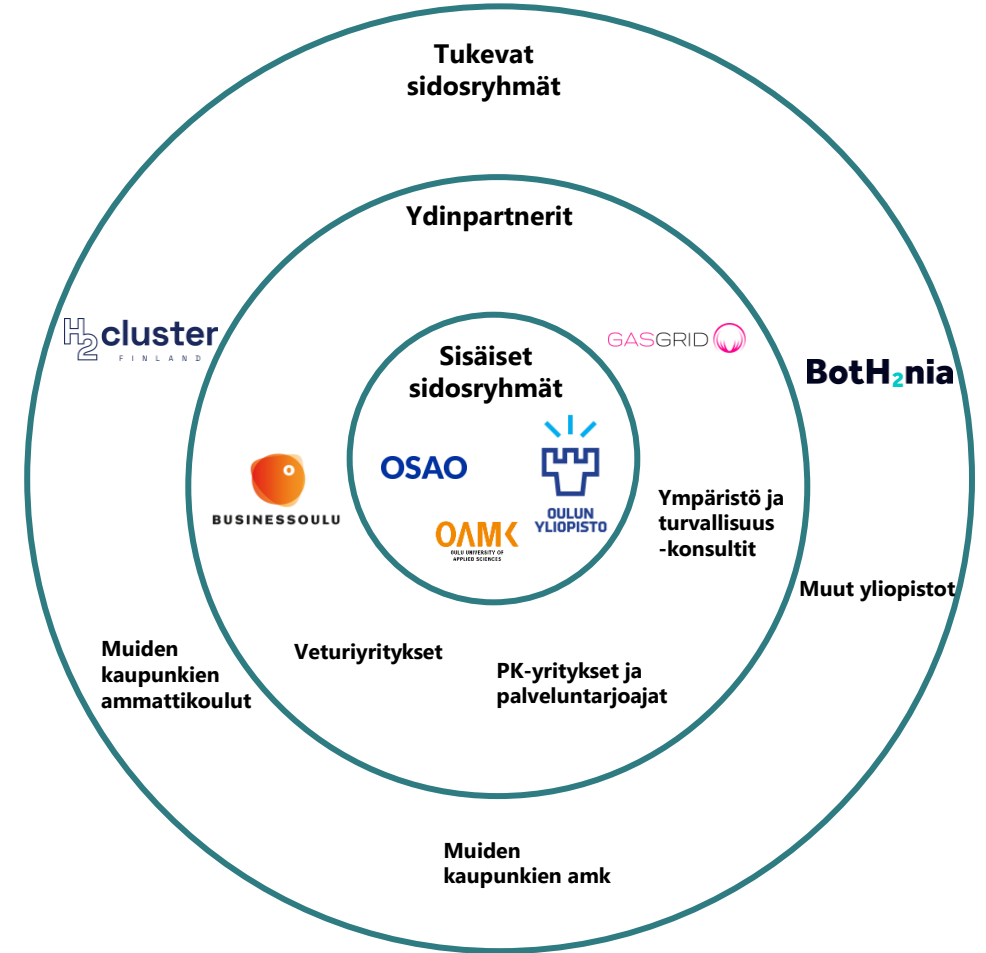 Tukevat
sidosryhmät
Ydinpartnerit
H2cluster
FINLAND
GASGRID
BotH2nia
Sisäiset
sidosryhmät
OSAO
OULUN
YLIOPISTO
OAMK
OULU UNIVERSITY OF
APPLIED SCIENCES
BUSINESSOULU
Ympäristö ja
turvallisuus
-konsultit
Muut yliopistot
Muiden
kaupunkien
ammattikoulut
Veturiyritykset
PK-yritykset ja
palveluntarjoajat
Muiden
kaupunkien amk